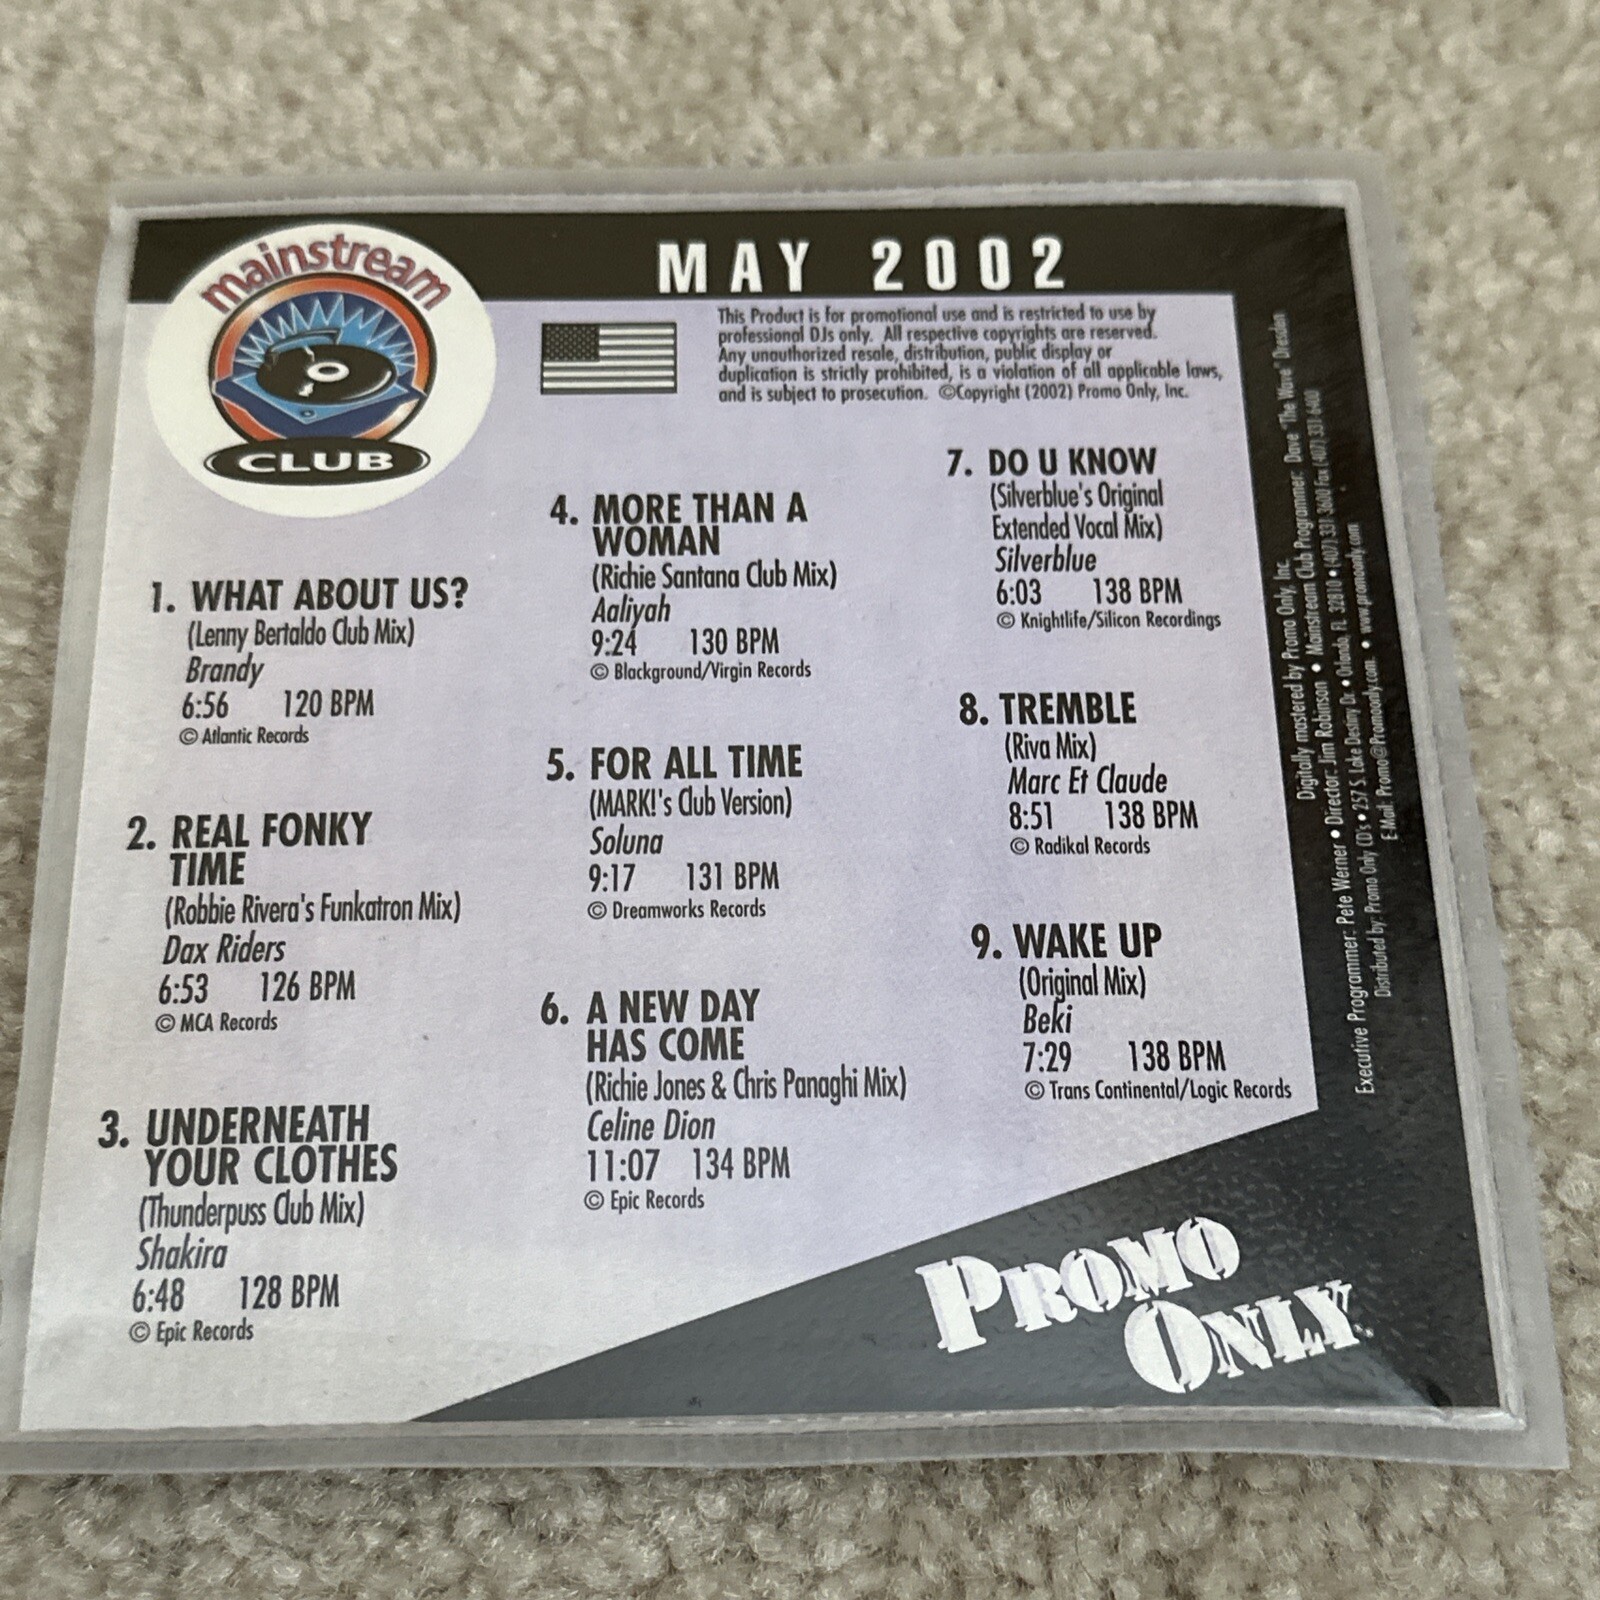 mainstream
CLUB
MAY 2002
This Product is for promotional use and is restricted to use by
professional DJs only. All respective copyrights are reserved.
Any unauthorized resale, distribution, public display or
duplication is strictly prohibited, is a violation of all applicable laws,
and is subject to prosecution. ©Copyright (2002) Promo Only, Inc.
1. WHAT ABOUT US?
(Lenny Bertaldo Club Mix)
Brandy
6:56 120 BPM
© Atlantic Records
2. REAL FONKY
TIME
(Robbie Rivera's Funkatron Mix)
Dax Riders
6:53 126 BPM
© MCA Records
3. UNDERNEATH
YOUR CLOTHES
(Thunderpuss Club Mix)
Shakira
6:48 128 BPM
© Epic Records
4. MORE THAN A
WOMAN
(Richie Santana Club Mix)
Aaliyah
9:24 130 BPM
© Blackground/Virgin Records
5. FOR ALL TIME
(MARK!'s Club Version)
Soluna
9:17 131 BPM
© Dreamworks Records
6. A NEW DAY
HAS COME
(Richie Jones & Chris Panaghi Mix)
Celine Dion
11:07 134 BPM
© Epic Records
7. DO U KNOW
(Silverblue's Original
Extended Vocal Mix)
Silverblue
6:03 138 BPM
© Knightlife/Silicon Recordings
8. TREMBLE
(Riva Mix)
Marc Et Claude
8:51 138 BPM
© Radikal Records
9. WAKE UP
(Original Mix)
Beki
7:29 138 BPM
© Trans Continental/Logic Records
Digitally mastered by Promo Only, Inc.
Executive Programmer: Pete Werner • Director: Jim Robinson • Mainstream Club Programmer: Dave "The Wave" Dresden
Distributed by: Promo Only CD's • 257 S. Lake Destiny Dr. • Orlando, FL 32810 • (407) 331-3600 Fax (407) 331-6400
E-Mail: Promo@Promoonly.com • www.promoonly.com
PROMO
ONLY